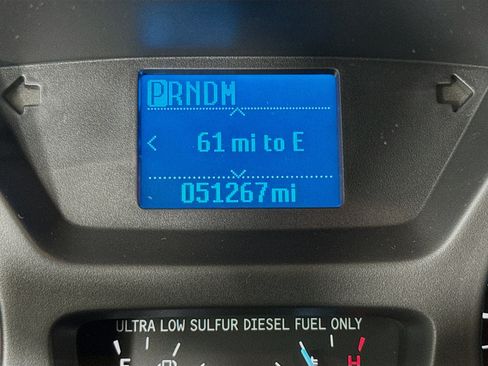 PRNDM
61 mi to E
051267mi
ULTRA LOW SULFUR DIESEL FUEL ONLY
E H